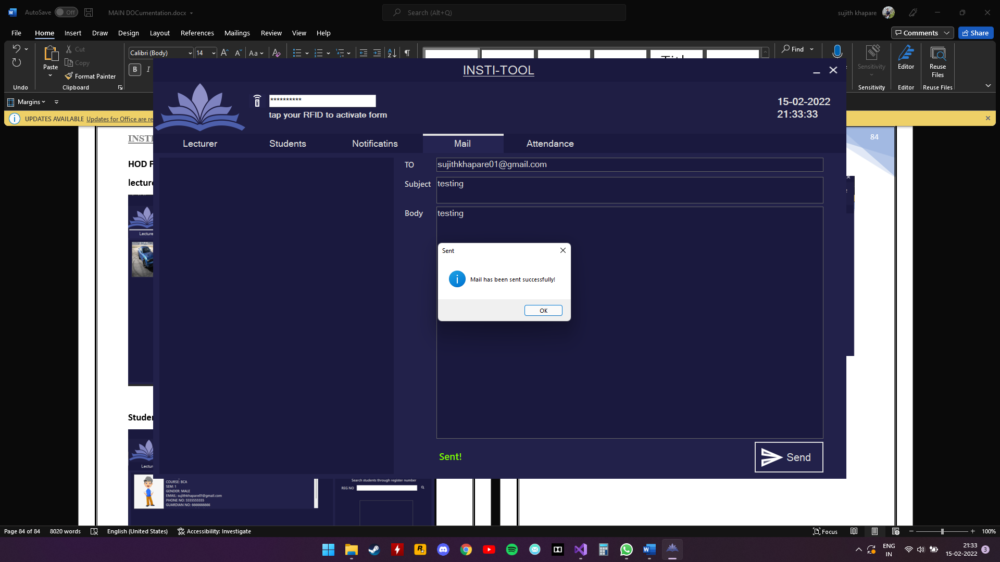 AutoSave Off MAIN DOCumentation.docx Search (Alt+Q) sujith khapare
File Home Insert Draw Design Layout References Mailings Review View Help Comments Share
Paste Cut Copy Format Painter Calibri (Body) 14 Aa Find Sensitivity Editor Reuse Files
B I
Undo Clipboard Sensitivity Editor Reuse Files
Margins
UPDATES AVAILABLE Updates for Office are re
INSTI-TOOL
**********
tap your RFID to activate form
15-02-2022
21:33:33
Lecturer Students Notificatins Mail Attendance
TO sujithkhapare01@gmail.com
Subject testing
Body testing
Sent
Mail has been sent successfully!
OK
Sent!
Send
INSTI
84
HOD F
lecture
Lecture
Studen
Lectur
COURSE: BCA
SEM: 1
GENDER: MALE
EMAIL: sujithkhapare01@gmail.com
PHONE NO: 5555555555
GUARDIAN NO: 6666666666
Search students through register number
REG NO
Page 84 of 84 8020 words English (United States) Accessibility: Investigate Focus 100%
ENG
IN
21:33
15-02-2022
3